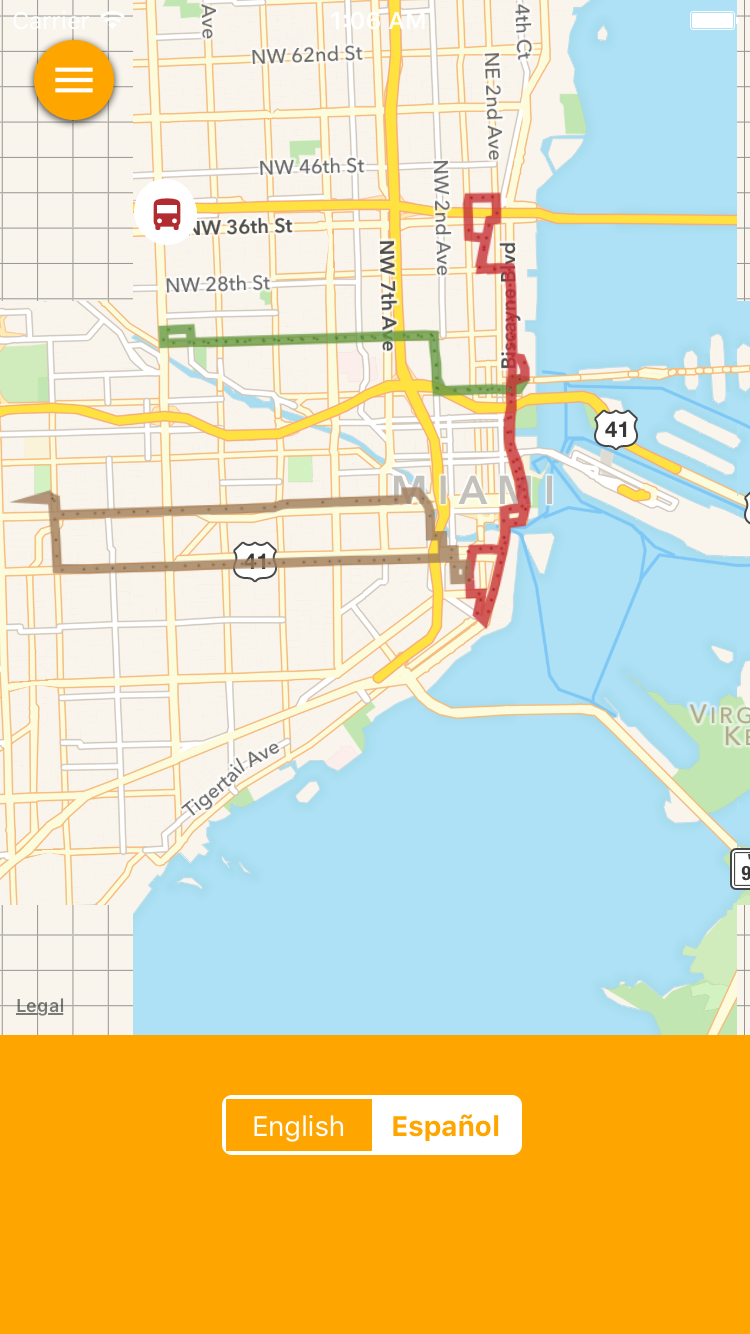 Carrier 1:06 AM
Ave
4th Ct
NW 62nd St
NE 2nd Ave
NW 46th St
NW 2nd Ave
NW 36th St
NW 7th Ave
Biscayne Blvd
NW 28th St
41
MIAMI
41
VIRG
KE
Tigertail Ave
9
Legal
English Español